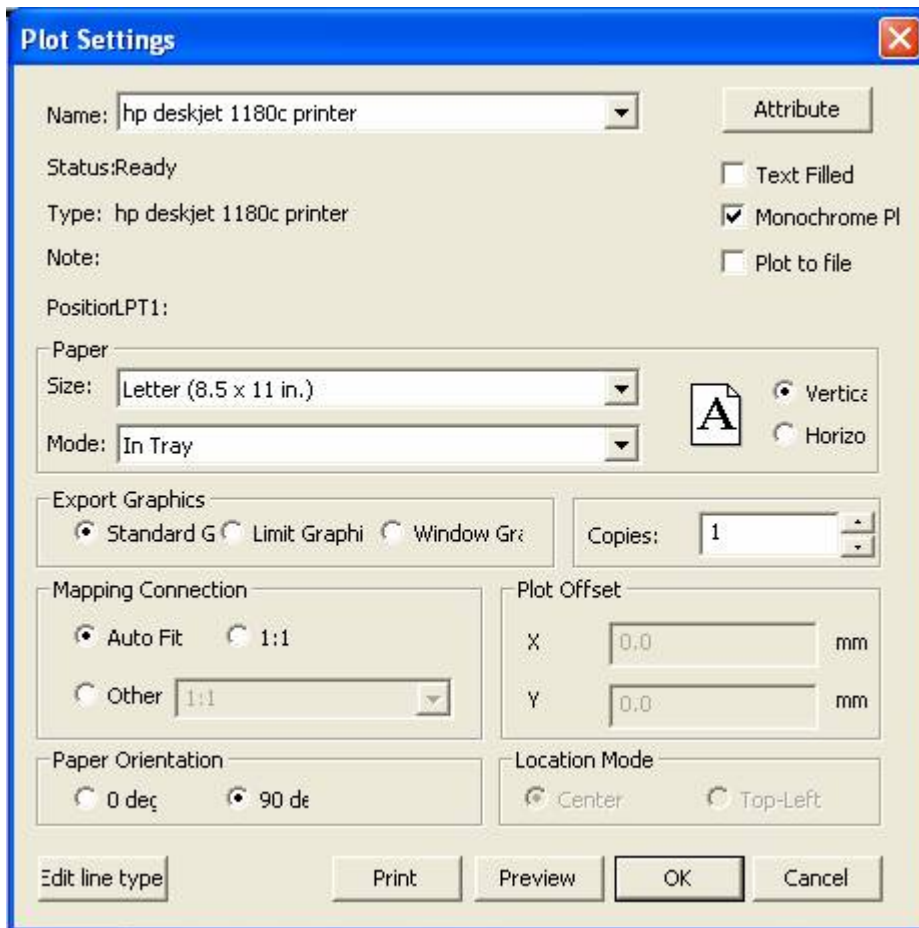 Plot Settings
Name: hp deskjet 1180c printer
Attribute
Status:Ready
Text Filled
Type: hp deskjet 1180c printer
Monochrome Pl
Note:
Plot to file
Position LPT1:
Paper
Size: Letter (8.5 x 11 in.)
Vertica
Mode: In Tray
A
Horizo
Export Graphics
Standard G Limit Graphi Window Gra
Copies: 1
Mapping Connection
Auto Fit 1:1
Other 1:1
Plot Offset
X 0.0 mm
Y 0.0 mm
Paper Orientation
0 deg 90 de
Location Mode
Center Top-Left
Edit line type Print Preview OK Cancel